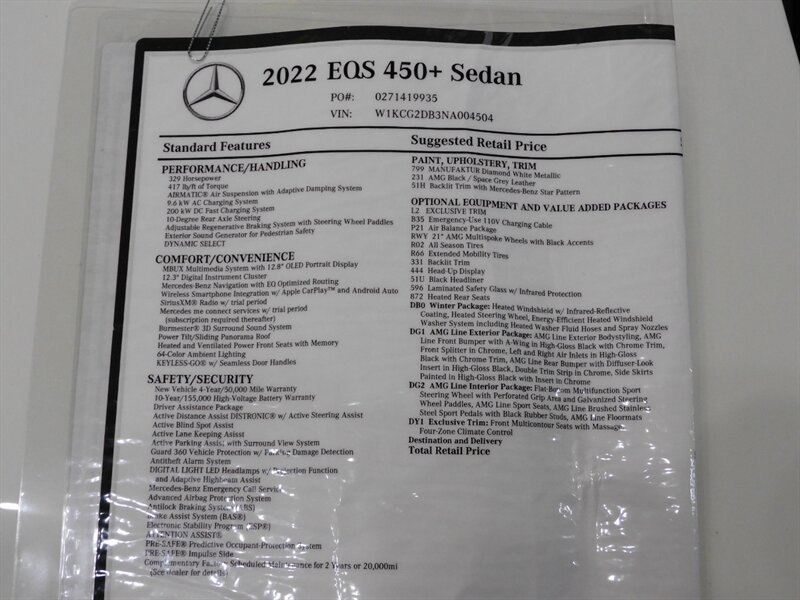 2022 EQS 450+ Sedan
PO#: 0271419935
VIN: W1KCG2DB3NA004504
Standard Features
PERFORMANCE/HANDLING
329 Horsepower
417 lb/ft of Torque
AIRMATIC® Air Suspension with Adaptive Damping System
9.6 kW AC Charging System
200 kW DC Fast Charging System
10-Degree Rear Axle Steering
Adjustable Regenerative Braking System with Steering Wheel Paddles
Exterior Sound Generator for Pedestrian Safety
DYNAMIC SELECT
COMFORT/CONVENIENCE
MBUX Multimedia System with 12.8" OLED Portrait Display
12.3" Digital Instrument Cluster
Mercedes-Benz Navigation with EQ Optimized Routing
Wireless Smartphone Integration w/ Apple CarPlay™ and Android Auto
SiriusXM® Radio w/ trial period
Mercedes me connect services w/ trial period
(subscription required thereafter)
Burmester® 3D Surround Sound System
Power Tilt/Sliding Panorama Roof
Heated and Ventilated Power Front Seats with Memory
64-Color Ambient Lighting
KEYLESS-GO® w/ Seamless Door Handles
SAFETY/SECURITY
New Vehicle 4-Year/50,000 Mile Warranty
10-Year/155,000 High-Voltage Battery Warranty
Driver Assistance Package
Active Distance Assist DISTRONIC® w/ Active Steering Assist
Active Blind Spot Assist
Active Lane Keeping Assist
Active Parking Assist with Surround View System
Guard 360 Vehicle Protection w/ Parking Damage Detection
Antitheft Alarm System
DIGITAL LIGHT LED Headlamps w/ Projection Function
and Adaptive Highbeam Assist
Mercedes-Benz Emergency Call Service
Advanced Airbag Protection System
Antilock Braking System (ABS)
Brake Assist System (BAS®)
Electronic Stability Program (ESP®)
ATTENTION ASSIST®
PRE-SAFE® Predictive Occupant-Protection System
PRE-SAFE® Impulse Side
Complimentary Factory Scheduled Maintenance for 2 Years or 20,000mi
(See dealer for details)
Suggested Retail Price
PAINT, UPHOLSTERY, TRIM
799 MANUFAKTUR Diamond White Metallic
231 AMG Black / Space Grey Leather
51H Backlit Trim with Mercedes-Benz Star Pattern
OPTIONAL EQUIPMENT AND VALUE ADDED PACKAGES
L2 EXCLUSIVE TRIM
B35 Emergency-Use 110V Charging Cable
P21 Air Balance Package
RWY 21" AMG Multispoke Wheels with Black Accents
R02 All Season Tires
R66 Extended Mobility Tires
331 Backlit Trim
444 Head-Up Display
51U Black Headliner
596 Laminated Safety Glass w/ Infrared Protection
872 Heated Rear Seats
DB0 Winter Package: Heated Windshield w/ Infrared-Reflective
Coating, Heated Steering Wheel, Energy-Efficient Heated Windshield
Washer System including Heated Washer Fluid Hoses and Spray Nozzles
DG1 AMG Line Exterior Package: AMG Line Exterior Bodystyling, AMG
Line Front Bumper with A-Wing in High-Gloss Black with Chrome Trim,
Front Splitter in Chrome, Left and Right Air Inlets in High-Gloss
Black with Chrome Trim, AMG Line Rear Bumper with Diffuser-Look
Insert in High-Gloss Black, Double Trim Strip in Chrome, Side Skirts
Painted in High-Gloss Black with Insert in Chrome
DG2 AMG Line Interior Package: Flat-Bottom Multifunction Sport
Steering Wheel with Perforated Grip Area and Galvanized Steering
Wheel Paddles, AMG Line Sport Seats, AMG Line Brushed Stainless
Steel Sport Pedals with Black Rubber Studs, AMG Line Floormats
DY1 Exclusive Trim: Front Multicontour Seats with Massage,
Four-Zone Climate Control
Destination and Delivery
Total Retail Price